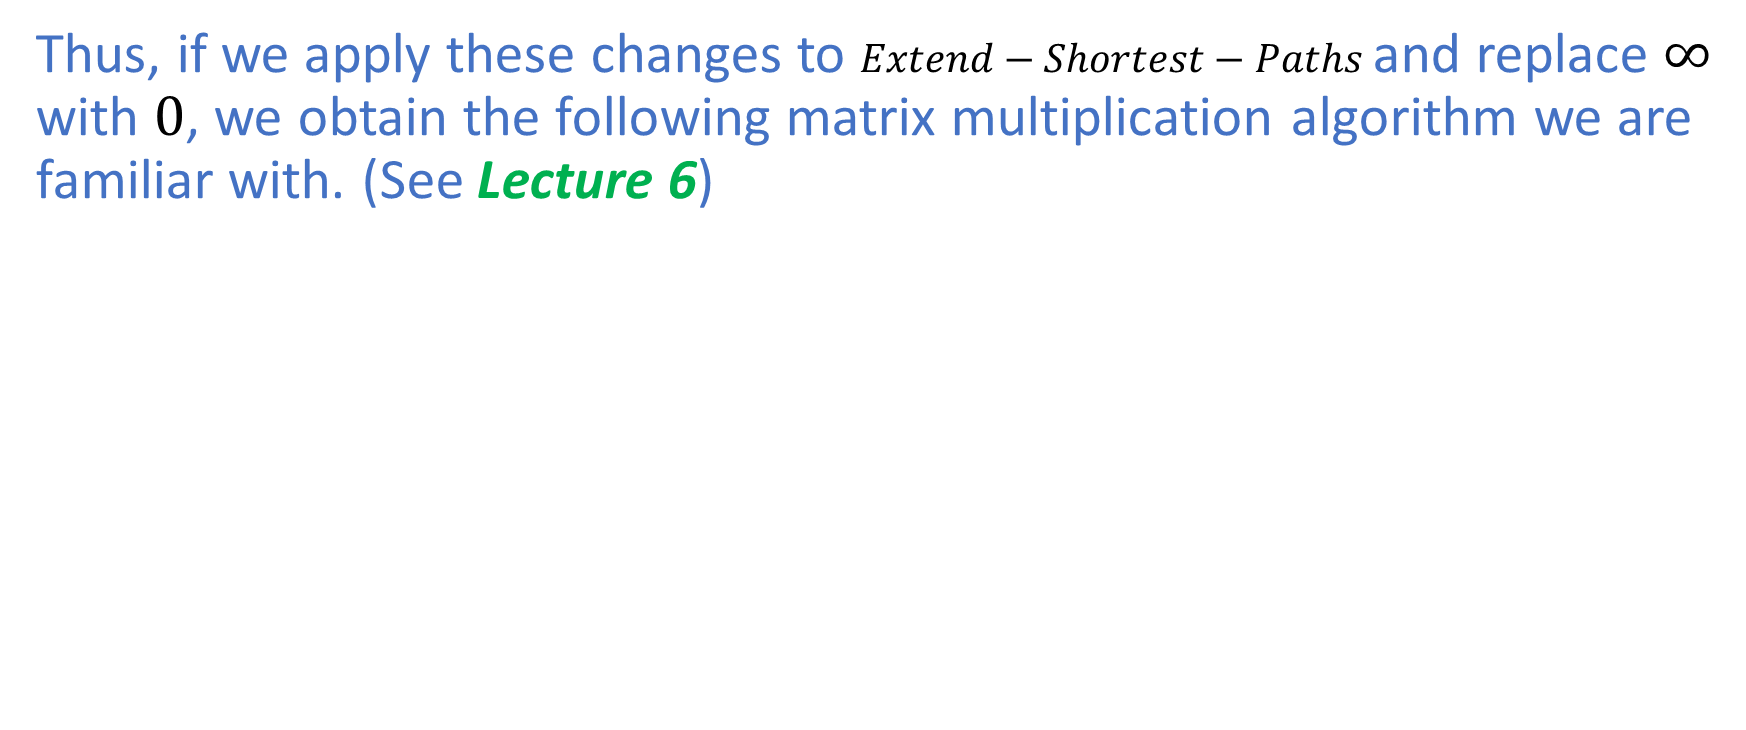 Thus, if we apply these changes to Extend − Shortest − Paths and replace ∞
with 0, we obtain the following matrix multiplication algorithm we are
familiar with. (See Lecture 6)